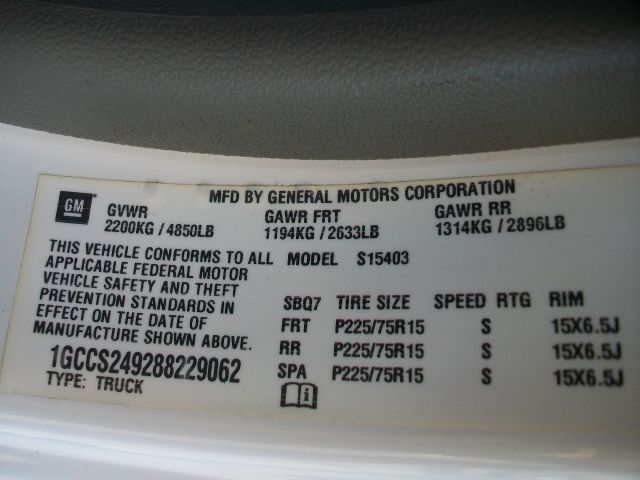 MFD BY GENERAL MOTORS CORPORATION
GM GVWR GAWR FRT GAWR RR
2200KG / 4850LB 1194KG / 2633LB 1314KG / 2896LB
THIS VEHICLE CONFORMS TO ALL MODEL S15403
APPLICABLE FEDERAL MOTOR
VEHICLE SAFETY AND THEFT
PREVENTION STANDARDS IN
EFFECT ON THE DATE OF
MANUFACTURE SHOWN ABOVE.
1GCCS249288229062
TYPE: TRUCK
SBQ7 TIRE SIZE SPEED RTG RIM
FRT P225/75R15 S 15X6.5J
RR P225/75R15 S 15X6.5J
SPA P225/75R15 S 15X6.5J